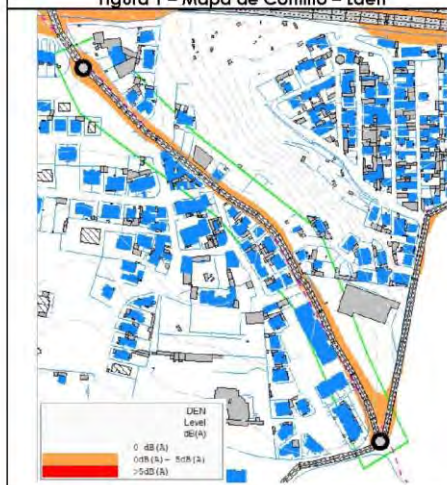 Figura 1 – Mapa de Conflito – Lden
DEN
Level
dB(A)
0 dB(A)
0dB(A) - 5dB(A)
>5dB(A)